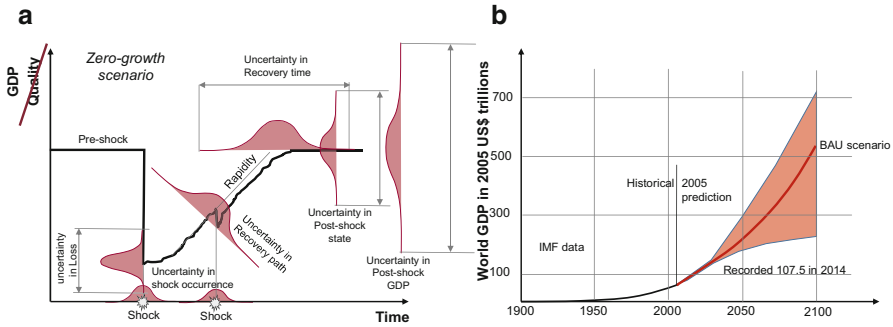 a
GDP
Quality
Zero-growth
scenario
Uncertainty in
Recovery time
Pre-shock
Rapidity
uncertainty
in Loss
Uncertainty in
shock occurrence
Uncertainty in
Recovery path
Uncertainty in
Post-shock
state
Uncertainty in
Post-shock
GDP
Shock
Shock
Time
b
World GDP in 2005 US$ trillions
700
500
300
100
BAU scenario
Historical
2005
prediction
IMF data
Recorded 107.5 in 2014
1900
1950
2000
2050
2100